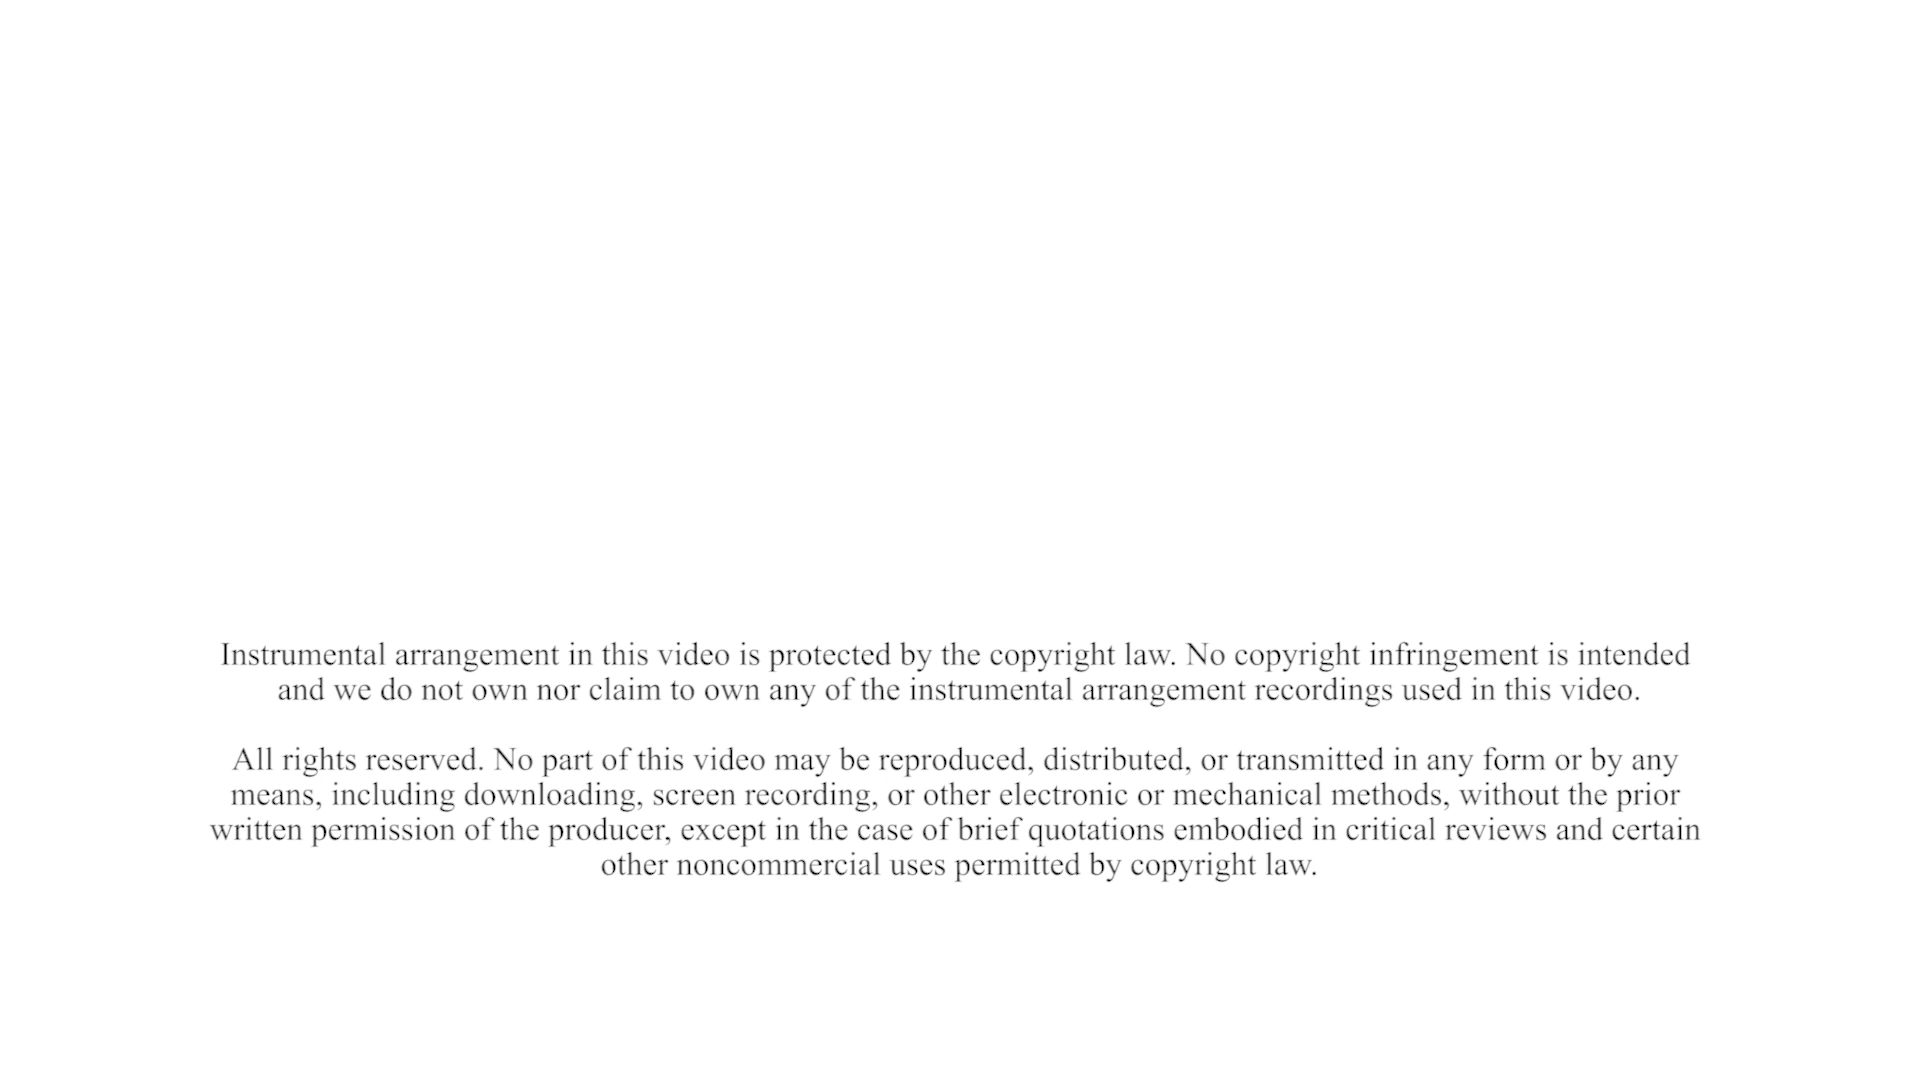 Instrumental arrangement in this video is protected by the copyright law. No copyright infringement is intended
and we do not own nor claim to own any of the instrumental arrangement recordings used in this video.
All rights reserved. No part of this video may be reproduced, distributed, or transmitted in any form or by any
means, including downloading, screen recording, or other electronic or mechanical methods, without the prior
written permission of the producer, except in the case of brief quotations embodied in critical reviews and certain
other noncommercial uses permitted by copyright law.